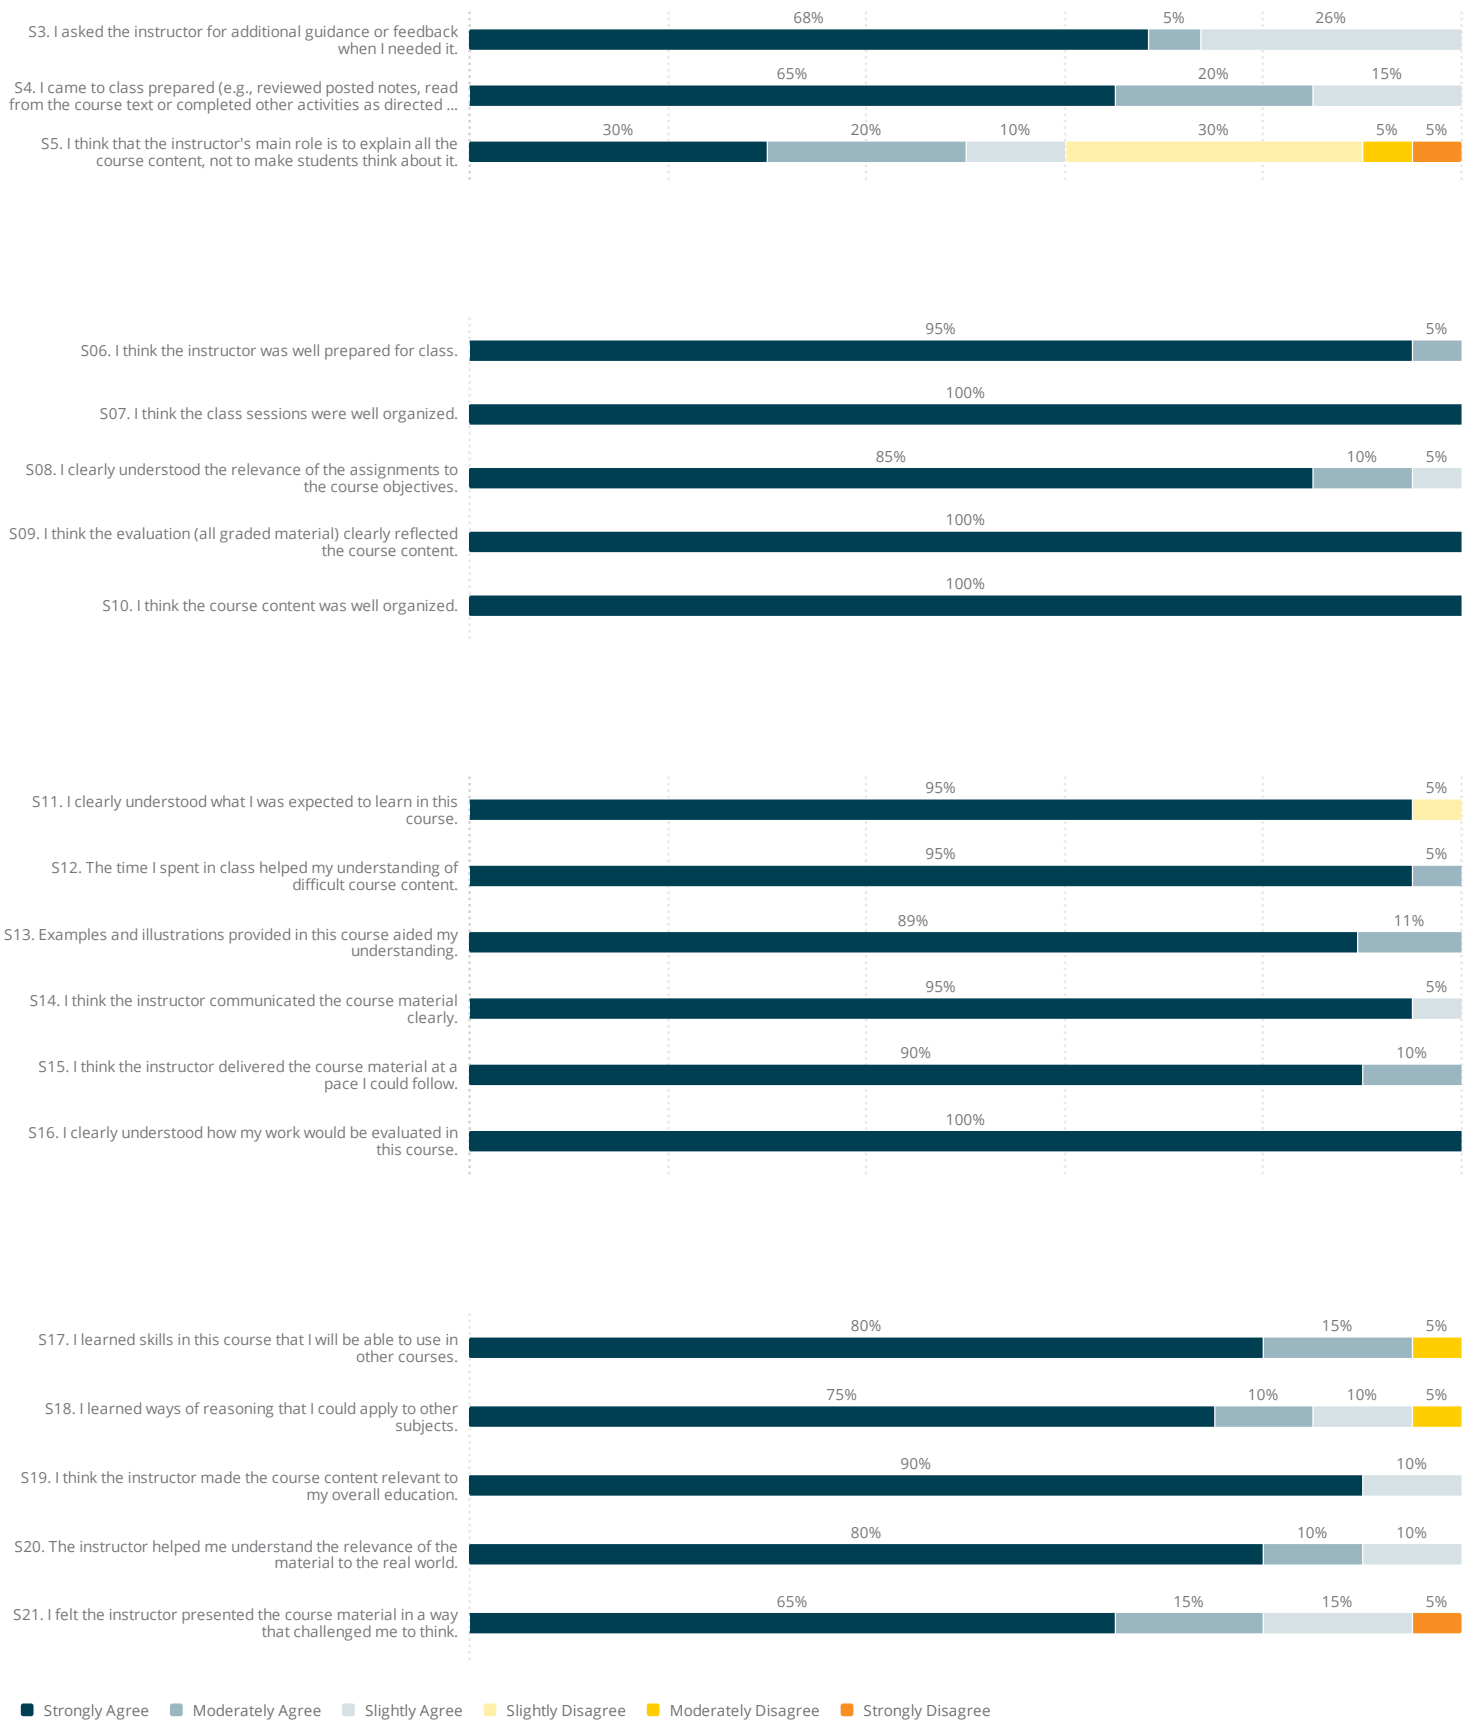 68% 5% 26%
S3. I asked the instructor for additional guidance or feedback
when I needed it.
65% 20% 15%
S4. I came to class prepared (e.g., reviewed posted notes, read
from the course text or completed other activities as directed ...
30% 20% 10% 30% 5% 5%
S5. I think that the instructor's main role is to explain all the
course content, not to make students think about it.
95% 5%
S06. I think the instructor was well prepared for class.
100%
S07. I think the class sessions were well organized.
85% 10% 5%
S08. I clearly understood the relevance of the assignments to
the course objectives.
100%
S09. I think the evaluation (all graded material) clearly reflected
the course content.
100%
S10. I think the course content was well organized.
95% 5%
S11. I clearly understood what I was expected to learn in this
course.
95% 5%
S12. The time I spent in class helped my understanding of
difficult course content.
89% 11%
S13. Examples and illustrations provided in this course aided my
understanding.
95% 5%
S14. I think the instructor communicated the course material
clearly.
90% 10%
S15. I think the instructor delivered the course material at a
pace I could follow.
100%
S16. I clearly understood how my work would be evaluated in
this course.
80% 15% 5%
S17. I learned skills in this course that I will be able to use in
other courses.
75% 10% 10% 5%
S18. I learned ways of reasoning that I could apply to other
subjects.
90% 10%
S19. I think the instructor made the course content relevant to
my overall education.
80% 10% 10%
S20. The instructor helped me understand the relevance of the
material to the real world.
65% 15% 15% 5%
S21. I felt the instructor presented the course material in a way
that challenged me to think.
Strongly Agree Moderately Agree Slightly Agree Slightly Disagree Moderately Disagree Strongly Disagree